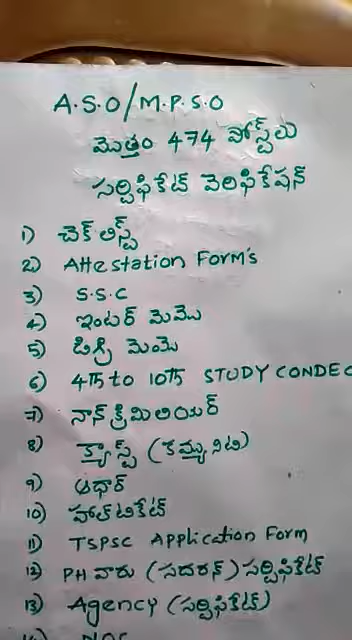 A.S.O/M.P.S.O
మొత్తం 474 పోస్ట్‌లు
సర్టిఫికేట్ వెరిఫికేషన్
1) చెక్ లిస్ట్
2) Attestation Form's
3) S.S.C
4) ఇంటర్ మెమొ
5) డిగ్రీ మెమొ
6) 4th to 10th STUDY CONDEC
7) నాన్ క్రిమిలియర్
8) క్యాస్ట్ (కమ్యునిటి)
9) ఆధార్
10) హాల్ టికేట్
11) TSPSC Application Form
12) PH వారు (సదరన్) సర్టిఫికేట్
13) Agency (సర్టిఫికేట్)